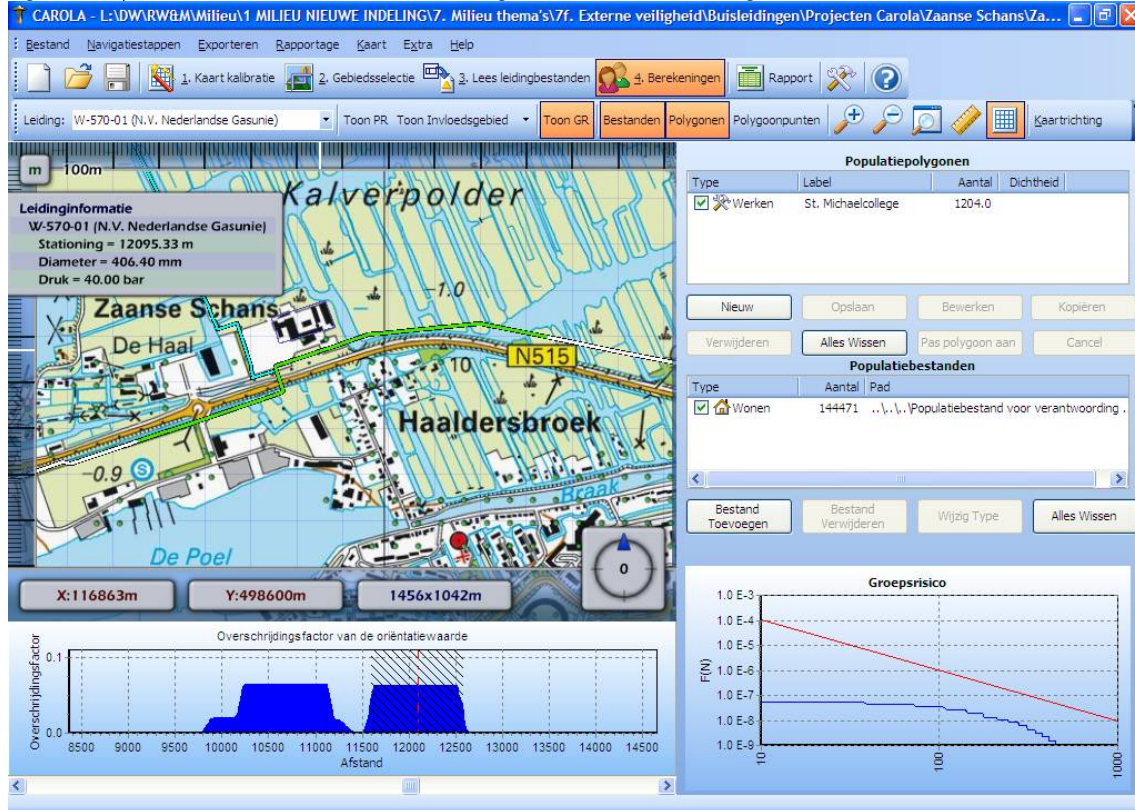 CAROLA - L:\DW\RW&M\Milieu\1 MILIEU NIEUWE INDELING\7. Milieu thema's\7f. Externe veiligheid\Buisleidingen\Projecten Carola\Zaanse Schans\Za...
Bestand Navigatiestappen Exporteren Rapportage Kaart Extra Help
1. Kaart kalibratie 2. Gebiedsselectie 3. Lees leidingbestanden 4. Berekeningen Rapport
Leiding: W-570-01 (N.V. Nederlandse Gasunie) Toon PR Toon Invloedsgebied Toon GR Bestanden Polygonen Polygoonpunten Kaartrichting
m 100m
Leidinginformatie
W-570-01 (N.V. Nederlandse Gasunie)
Stationing = 12095.33 m
Diameter = 406.40 mm
Druk = 40.00 bar
Kalverpolder
-1.0
Zaanse Schans
De Haal
N515
10
Haaldersbroek
-0.9 S
Braak
De Poel
0
X:116863m Y:498600m 1456x1042m
Populatiepolygonen
Type Label Aantal Dichtheid
Werken St. Michaelcollege 1204.0
Nieuw Opslaan Bewerken Kopiëren
Verwijderen Alles Wissen Pas polygoon aan Cancel
Populatiebestanden
Type Aantal Pad
Wonen 144471 ..\..\..\Populatiebestand voor verantwoording .
Bestand Toevoegen Bestand Verwijderen Wijzig Type Alles Wissen
Overschrijdingsfactor van de oriëntatiewaarde
Overschrijdingsfactor
0.1
0.0
8500 9000 9500 10000 10500 11000 11500 12000 12500 13000 13500 14000 14500
Afstand
Groepsrisico
F(N)
1.0 E-3
1.0 E-4
1.0 E-5
1.0 E-6
1.0 E-7
1.0 E-8
1.0 E-9
10 100 1000